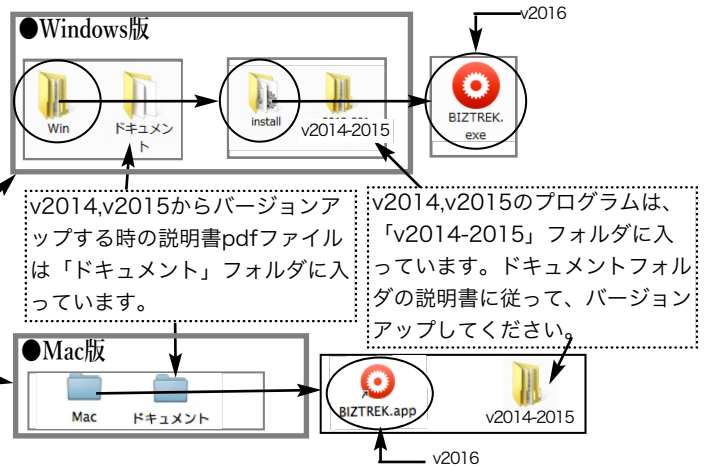 v2016
●Windows版
Win
ドキュメン
ト
install
v2014-2015
BIZTREK.
exe
v2014,v2015からバージョンア
ップする時の説明書pdfファイル
は「ドキュメント」フォルダに入
っています。
v2014,v2015のプログラムは、
「v2014-2015」フォルダに入
っています。ドキュメントフォル
ダの説明書に従って、バージョン
アップしてください。
●Mac版
Mac
ドキュメント
BIZTREK.app
v2014-2015
v2016